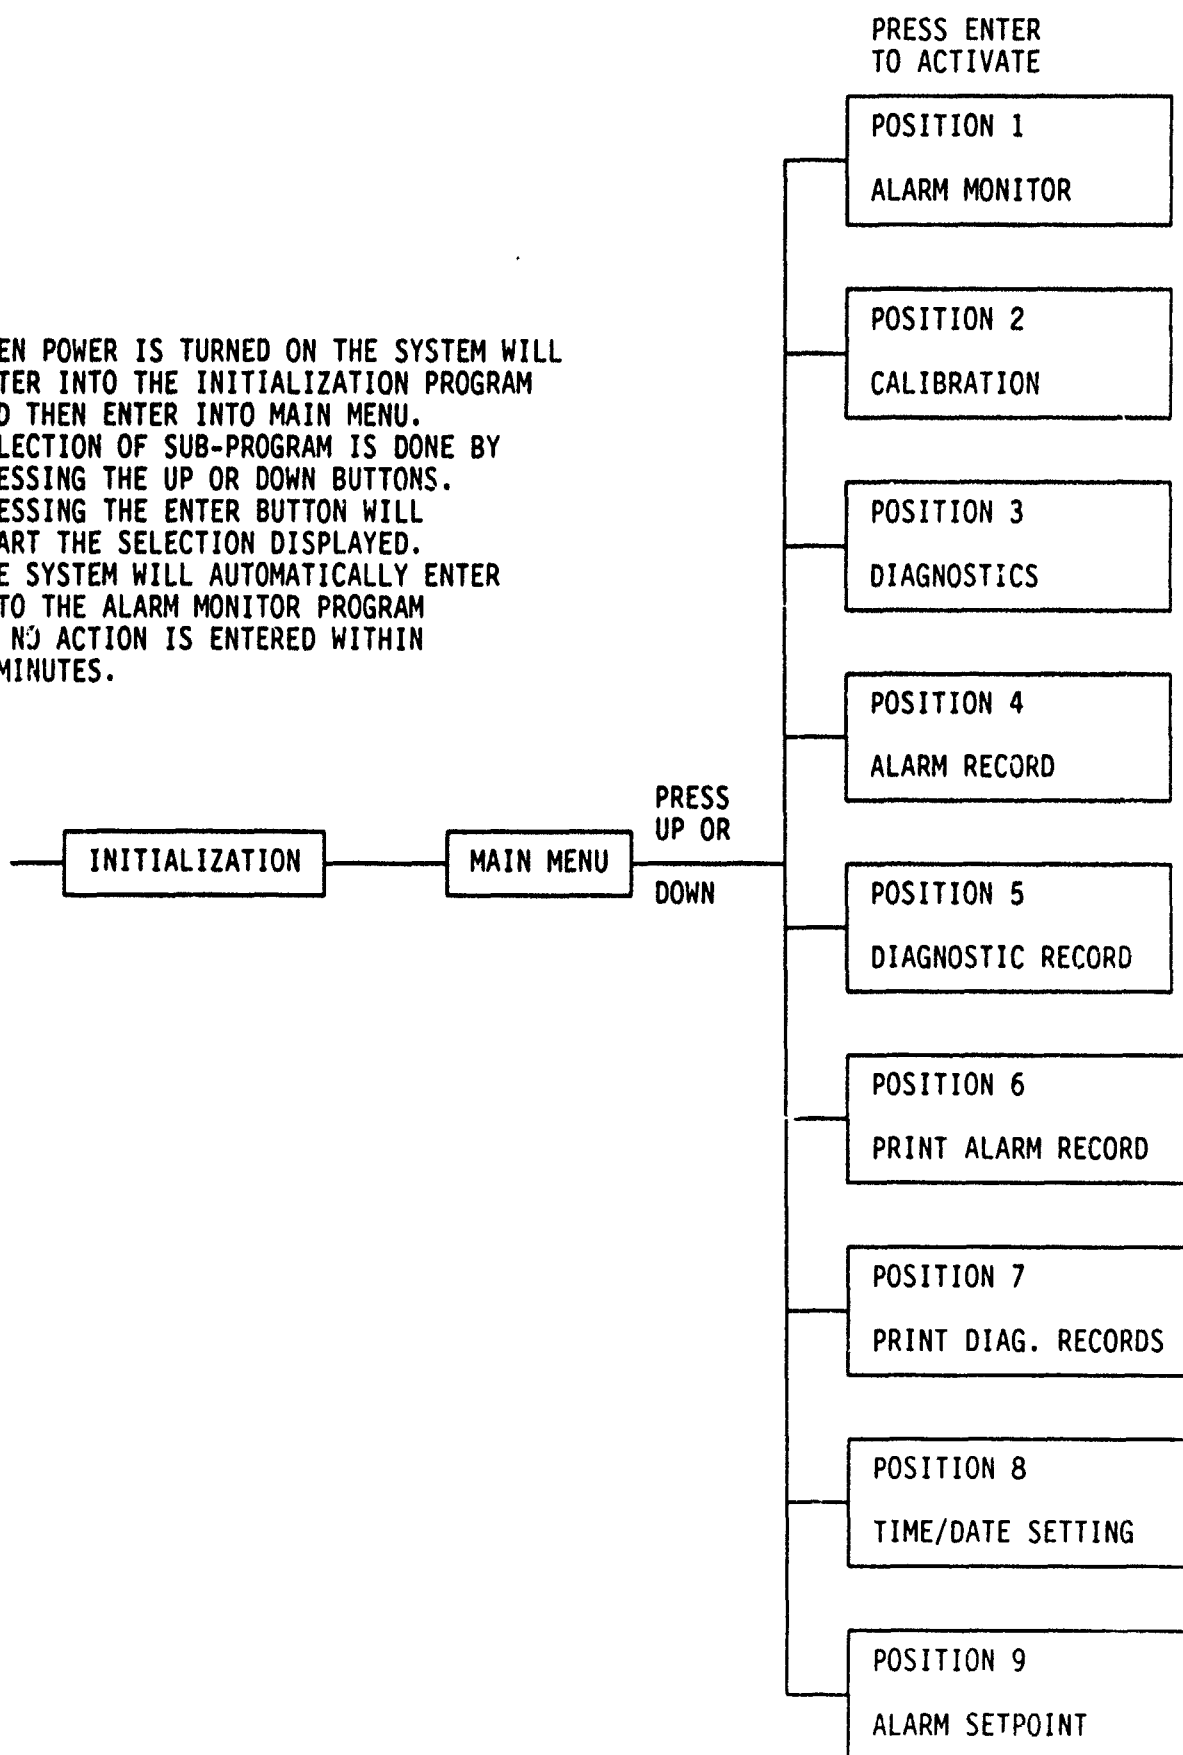 PRESS ENTER
TO ACTIVATE
POSITION 1
ALARM MONITOR
POSITION 2
CALIBRATION
EN POWER IS TURNED ON THE SYSTEM WILL
TER INTO THE INITIALIZATION PROGRAM
D THEN ENTER INTO MAIN MENU.
LECTION OF SUB-PROGRAM IS DONE BY
ESSING THE UP OR DOWN BUTTONS.
ESSING THE ENTER BUTTON WILL
ART THE SELECTION DISPLAYED.
E SYSTEM WILL AUTOMATICALLY ENTER
TO THE ALARM MONITOR PROGRAM
NO ACTION IS ENTERED WITHIN
MINUTES.
POSITION 3
DIAGNOSTICS
POSITION 4
ALARM RECORD
INITIALIZATION
MAIN MENU
PRESS
UP OR
DOWN
POSITION 5
DIAGNOSTIC RECORD
POSITION 6
PRINT ALARM RECORD
POSITION 7
PRINT DIAG. RECORDS
POSITION 8
TIME/DATE SETTING
POSITION 9
ALARM SETPOINT